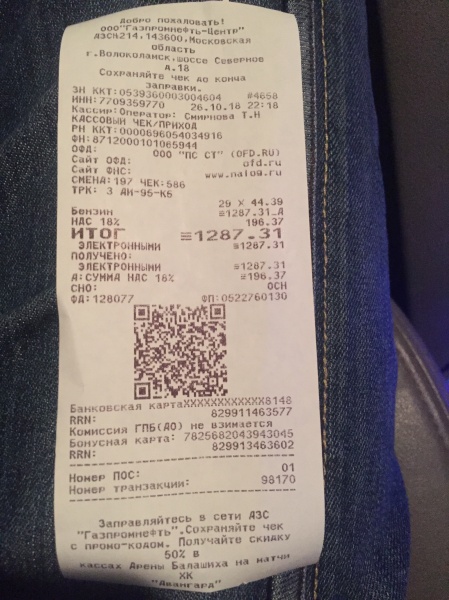 Добро пожаловать!
ООО"Газпромнефть-Центр"
АЗС№214,143600,Московская
область
г.Волоколамск,шоссе Северное
д.18
Сохраняйте чек до конца
заправки.
ЗН ККТ:0539360003004604 #4658
ИНН:7709359770 26.10.18 22:18
Кассир:Оператор: Смирнова Т.Н
КАССОВЫЙ ЧЕК/ПРИХОД
РН ККТ:0000896054034916
ФН:8712000101065944
ОФД: ООО "ПС СТ" (OFD.RU)
Сайт ОФД: ofd.ru
Сайт ФНС: www.nalog.ru
СМЕНА:197 ЧЕК:586
ТРК: 3 АИ-95-К5
29 X 44.39
Бензин ≡1287.31_А
НДС 18% 196.37
ИТОГ ≡1287.31
ЭЛЕКТРОННЫМИ ≡1287.31
ПОЛУЧЕНО:
ЭЛЕКТРОННЫМИ ≡1287.31
А:СУММА НДС 18% ≡196.37
СНО: ОСН
ФД:128077 ФП:0522760130
Банковская картаXXXXXXXXXXXX8148
RRN: 829911463577
Комиссия ГПБ(АО) не взимается
Бонусная карта: 7825682043943045
RRN: 829913463602
Номер ПОС: 01
Номер транзакции: 98170
Заправляйтесь в сети АЗС
"Газпромнефть".Сохраняйте чек
с промо-кодом. Получайте скидку
50% в
кассах Арены Балашиха на матчи
ХК
"Авангард"